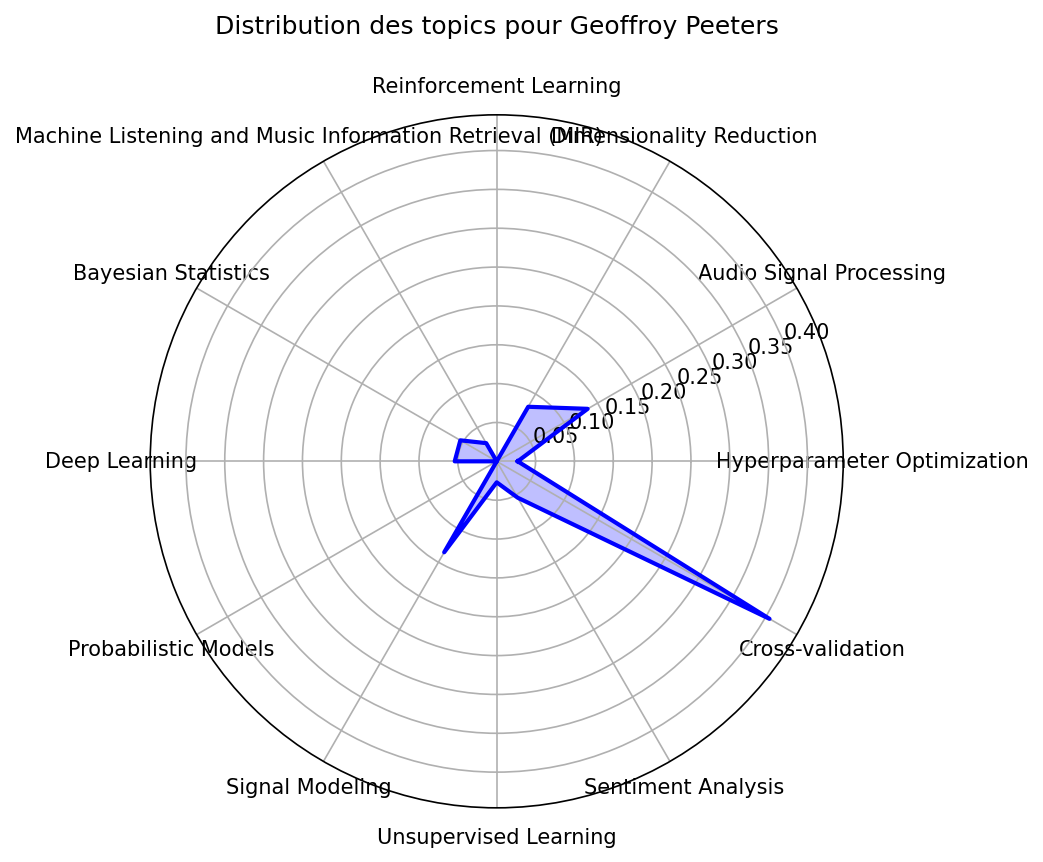 Distribution des topics pour Geoffroy Peeters
Reinforcement Learning
Machine Listening and Music Information Retrieval (MIR)
Dimensionality Reduction
Bayesian Statistics
Audio Signal Processing
0.40
0.35
0.30
0.25
0.20
0.15
0.10
0.05
Deep Learning
Hyperparameter Optimization
Probabilistic Models
Cross-validation
Signal Modeling
Sentiment Analysis
Unsupervised Learning